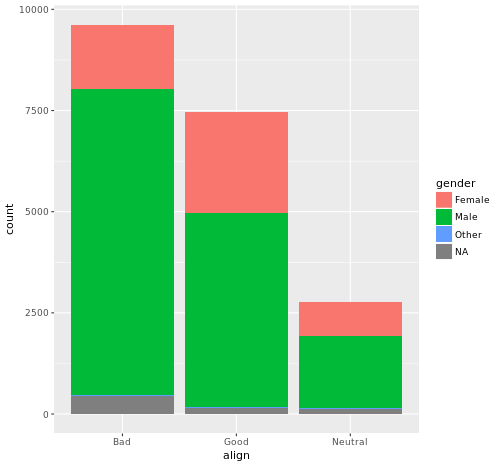 10000
7500
5000
2500
0
count
Bad Good Neutral
align
gender
Female
Male
Other
NA